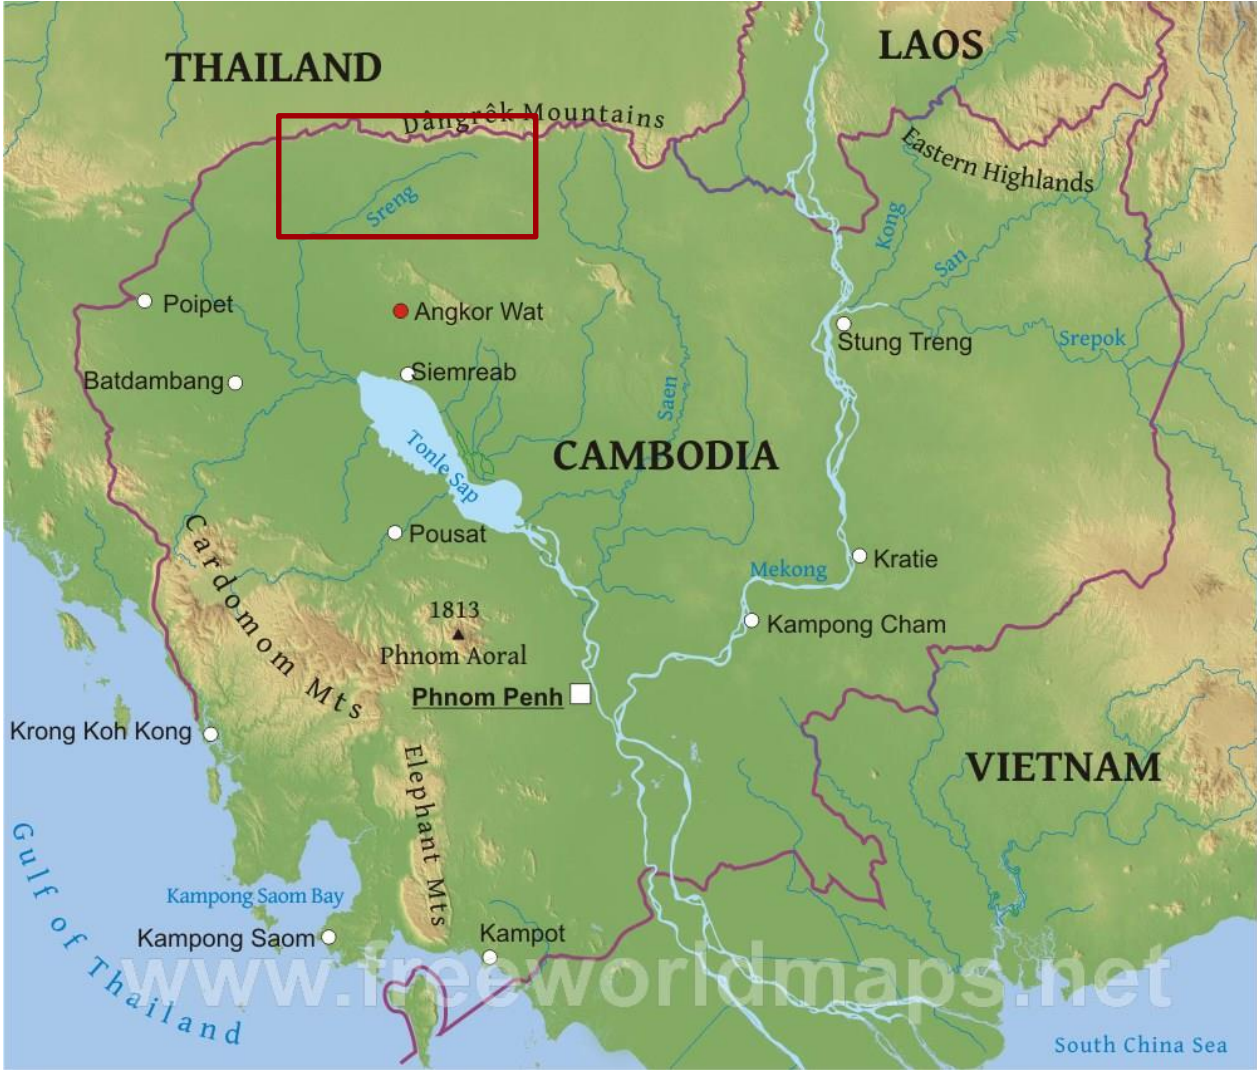 THAILAND
LAOS
Dângrêk Mountains
Eastern Highlands
Sreng
Kong
San
Poipet
Angkor Wat
Stung Treng
Srepok
Batdambang
Siemreab
Saen
Tonle Sap
CAMBODIA
Pousat
Cardomom Mts
Mekong
Kratie
1813
Phnom Aoral
Kampong Cham
Phnom Penh
Krong Koh Kong
Elephant Mts
VIETNAM
Gulf of Thailand
Kampong Saom Bay
Kampong Saom
Kampot
www.freeworldmaps.net
South China Sea